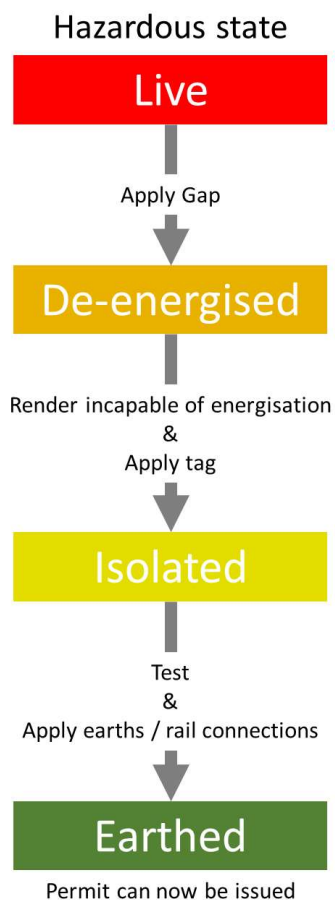 Hazardous state
Live
Apply Gap
De-energised
Render incapable of energisation
&
Apply tag
Isolated
Test
&
Apply earths / rail connections
Earthed
Permit can now be issued